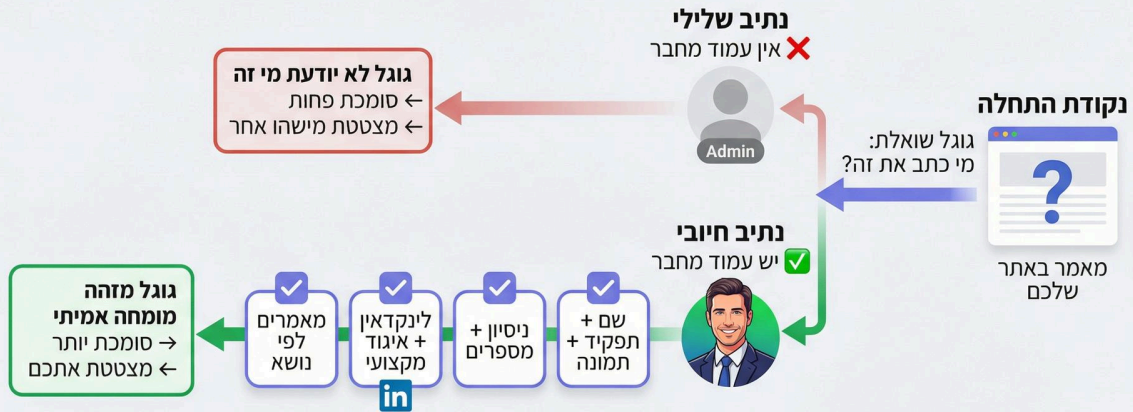 נקודת התחלה
מאמר באתר
שלכם
גוגל שואלת:
מי כתב את זה?
נתיב שלילי
❌ אין עמוד מחבר
Admin
גוגל לא יודעת מי זה
← סומכת פחות
← מצטטת מישהו אחר
נתיב חיובי
✅ יש עמוד מחבר
שם +
תפקיד +
תמונה
ניסיון +
מספרים
לינקדאין
+ איגוד
מקצועי
in
מאמרים
לפי
נושא
גוגל מזהה
מומחה אמיתי
→ סומכת יותר
← מצטטת אתכם